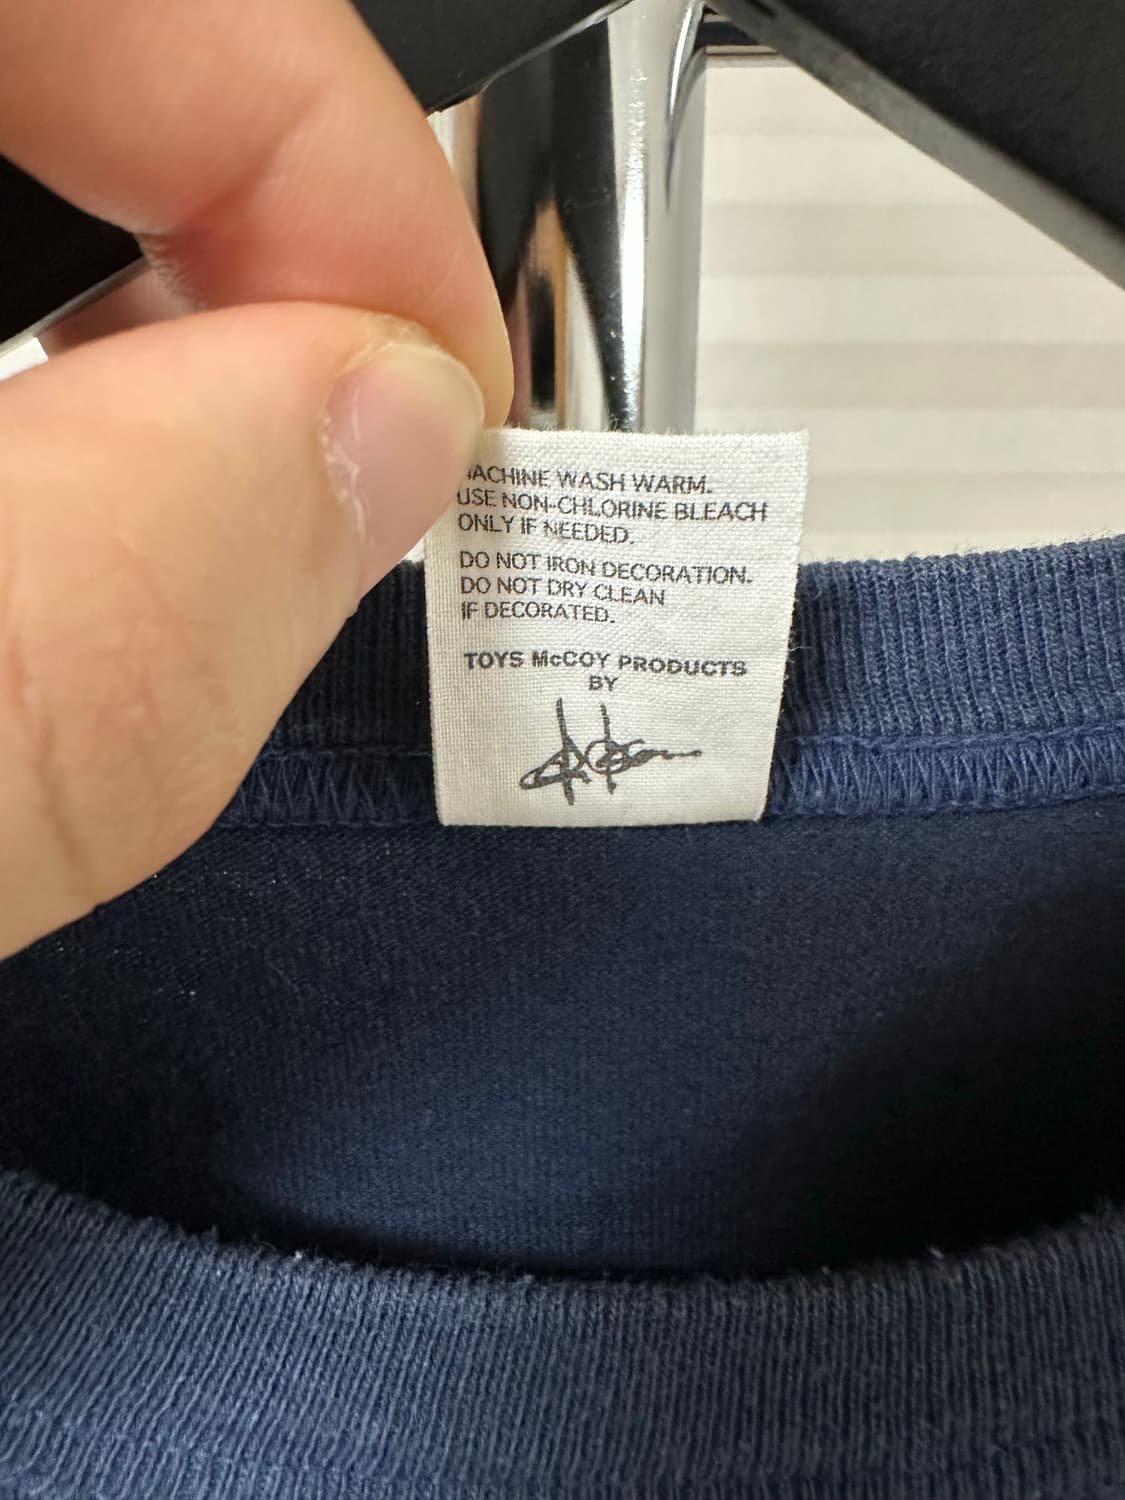 MACHINE WASH WARM.
USE NON-CHLORINE BLEACH
ONLY IF NEEDED.
DO NOT IRON DECORATION.
DO NOT DRY CLEAN
IF DECORATED.
TOYS McCOY PRODUCTS
BY